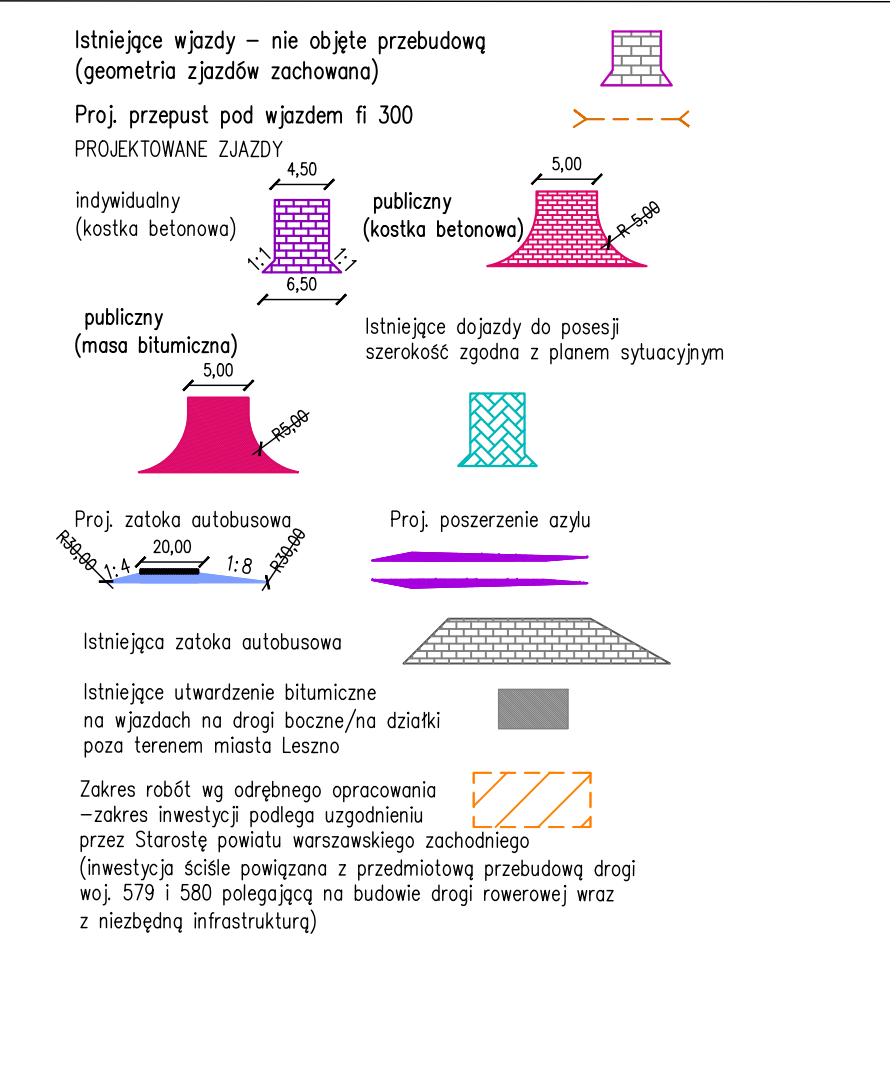 Istniejące wjazdy – nie objęte przebudową
(geometria zjazdów zachowana)
Proj. przepust pod wjazdem fi 300
PROJEKTOWANE ZJAZDY
4,50
5,00
indywidualny
(kostka betonowa)
publiczny
(kostka betonowa)
R 5,00
1:1
1:1
6,50
publiczny
(masa bitumiczna)
5,00
R5,00
Istniejące dojazdy do posesji
szerokość zgodna z planem sytuacyjnym
Proj. zatoka autobusowa
R30,00
1:4
20,00
1:8
R30,00
Proj. poszerzenie azylu
Istniejąca zatoka autobusowa
Istniejące utwardzenie bitumiczne
na wjazdach na drogi boczne/na działki
poza terenem miasta Leszno
Zakres robót wg odrębnego opracowania
–zakres inwestycji podlega uzgodnieniu
przez Starostę powiatu warszawskiego zachodniego
(inwestycja ściśle powiązana z przedmiotową przebudową drogi
woj. 579 i 580 polegającą na budowie drogi rowerowej wraz
z niezbędną infrastrukturą)